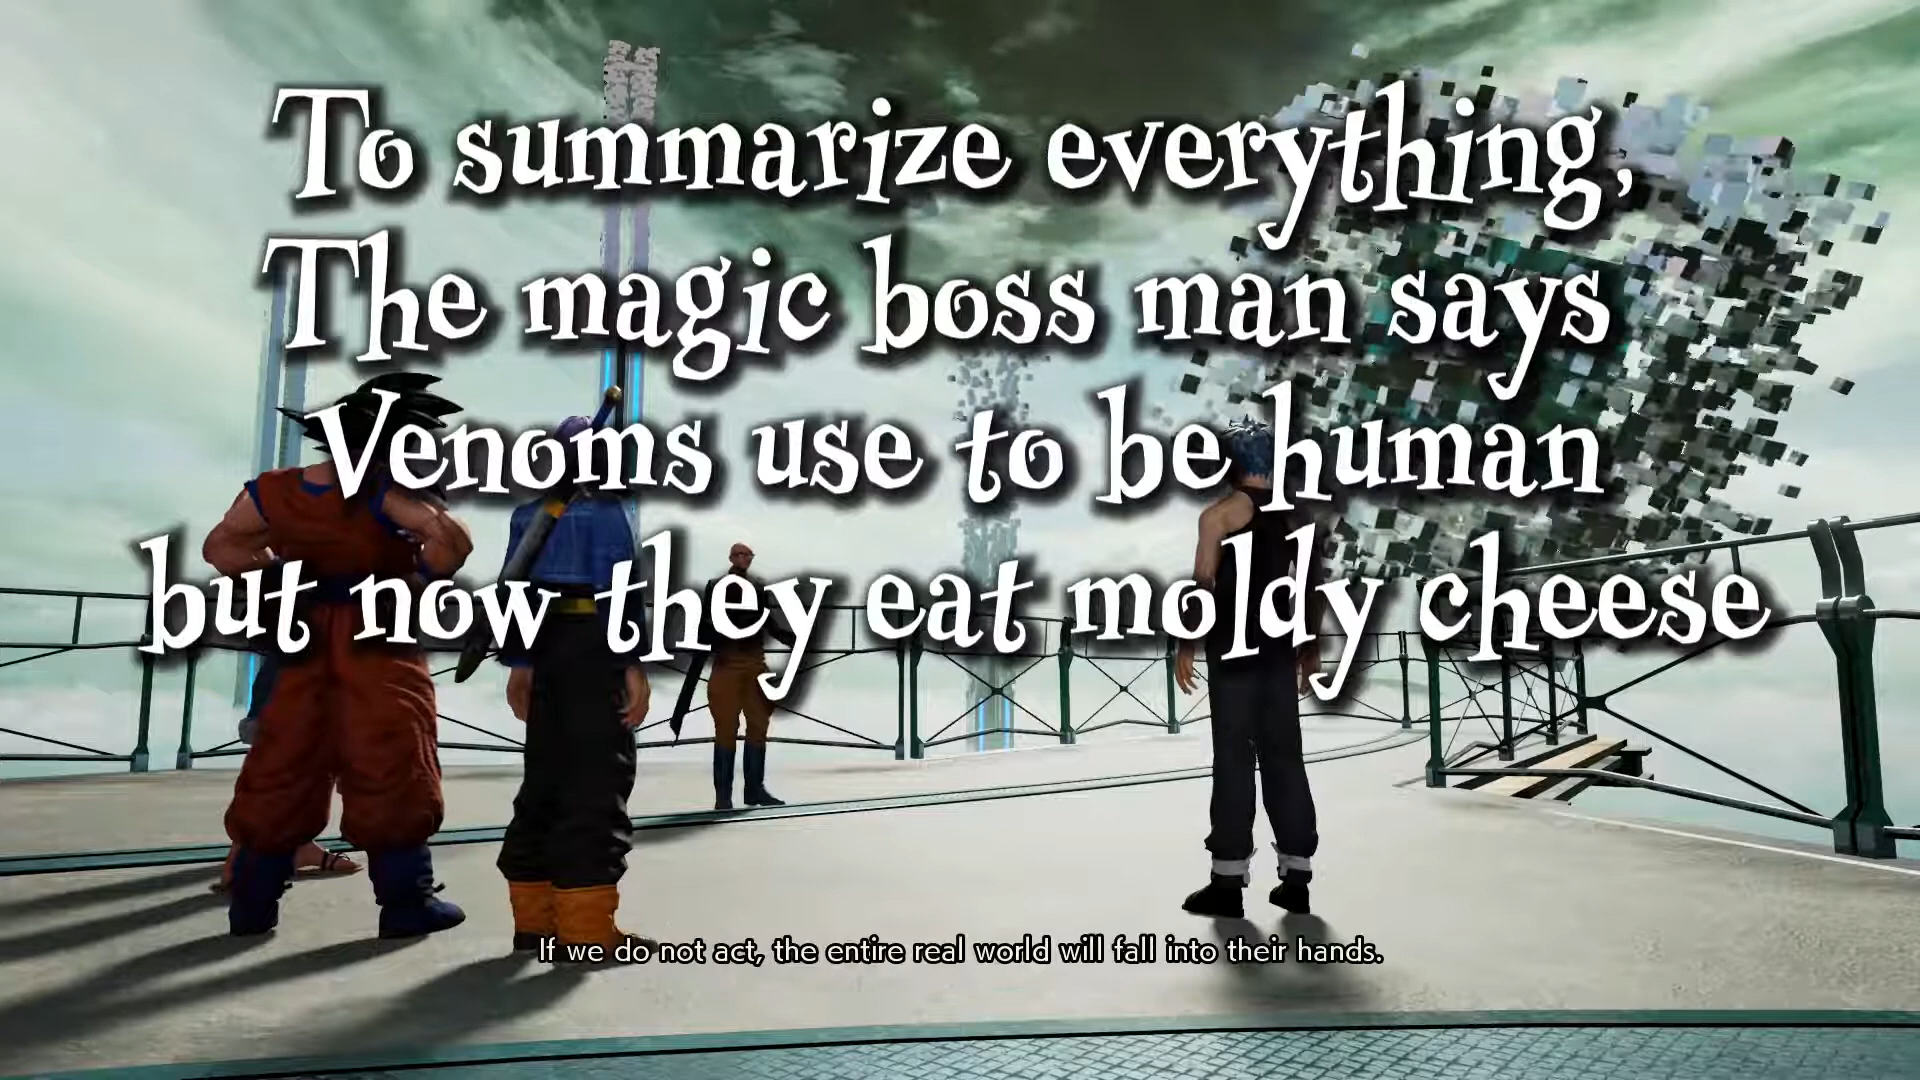 To summarize everything,
The magic boss man says
Venoms use to be human
but now they eat moldy cheese
If we do not act, the entire real world will fall into their hands.